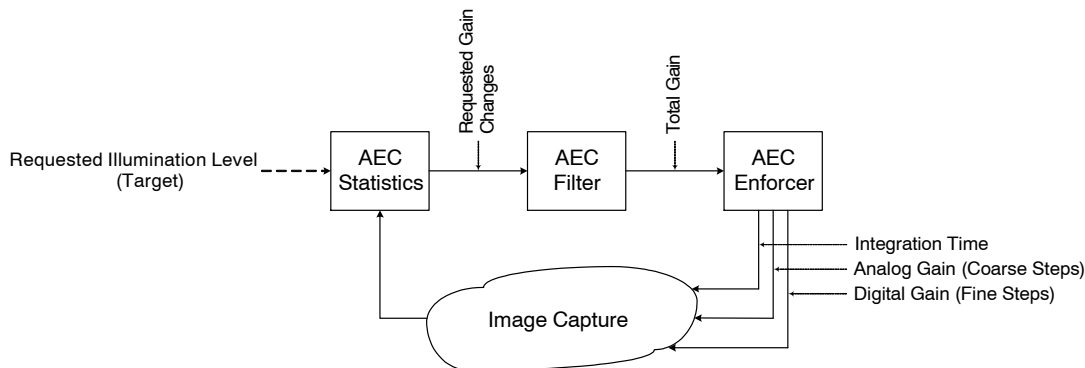 Requested Gain
Changes
Total Gain
Requested Illumination Level
(Target)
AEC
Statistics
AEC
Filter
AEC
Enforcer
Integration Time
Analog Gain (Coarse Steps)
Digital Gain (Fine Steps)
Image Capture